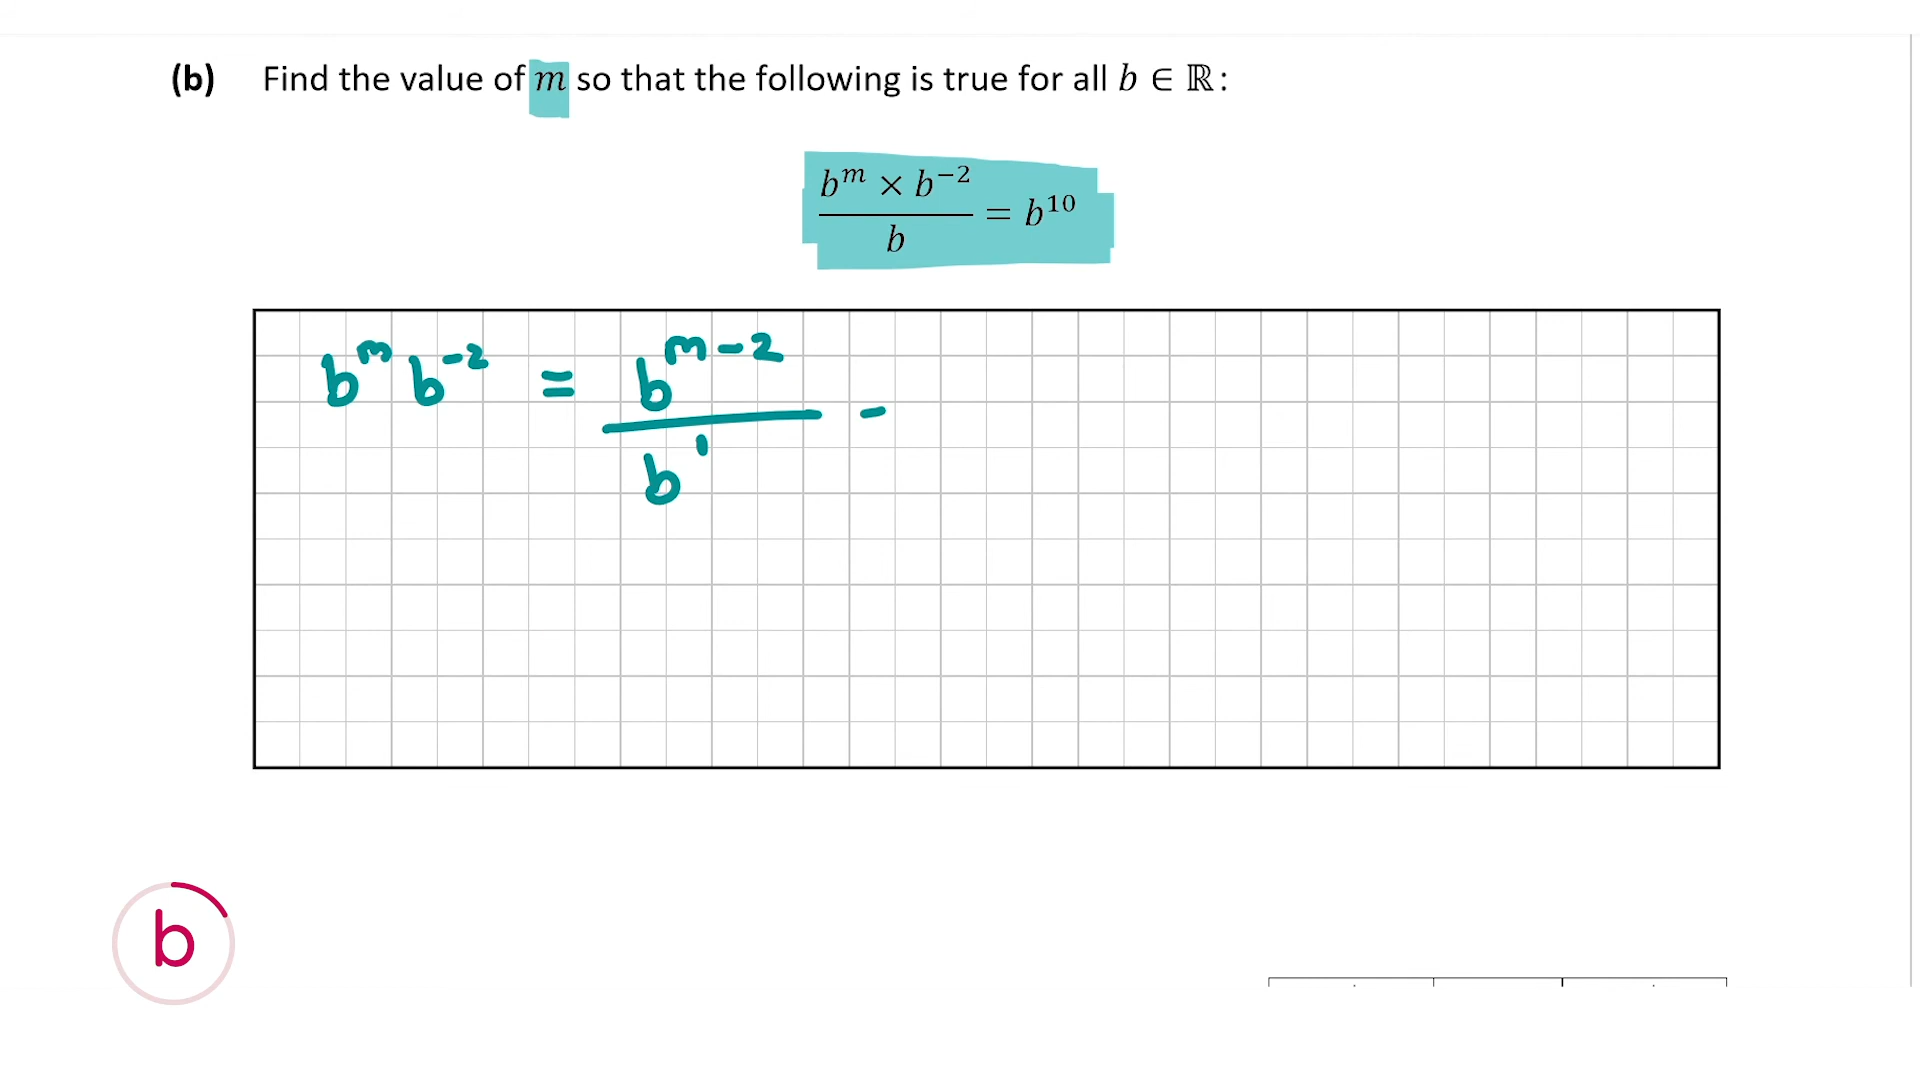 (b) Find the value of m so that the following is true for all b ∈ ℝ:
b^m × b^−2
b
= b^10
b^m b^-2 = b^m-2
b^1
-
b